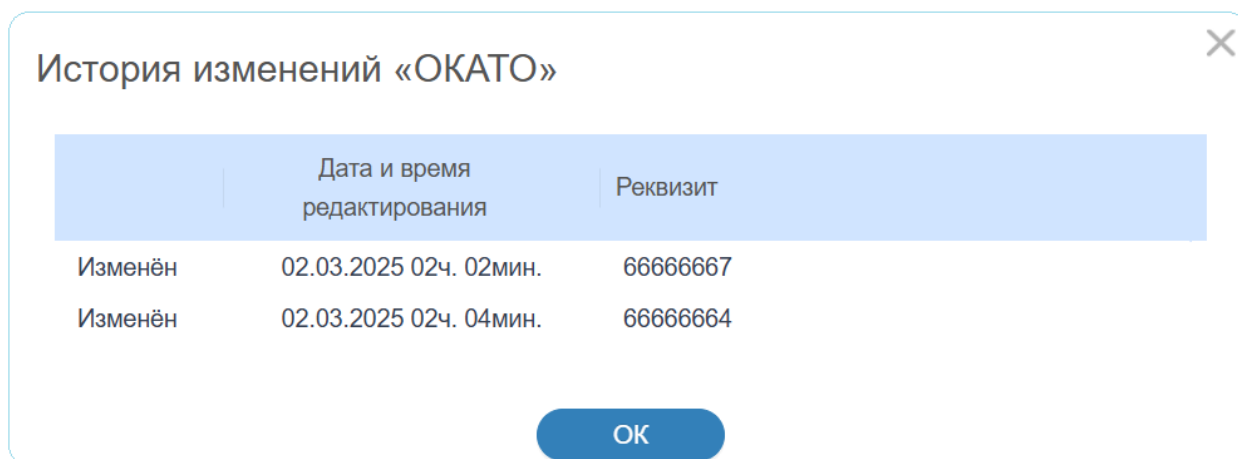 История изменений «ОКАТО»
Дата и время
редактирования
Реквизит
Изменён 02.03.2025 02ч. 02мин. 66666667
Изменён 02.03.2025 02ч. 04мин. 66666664
ОК